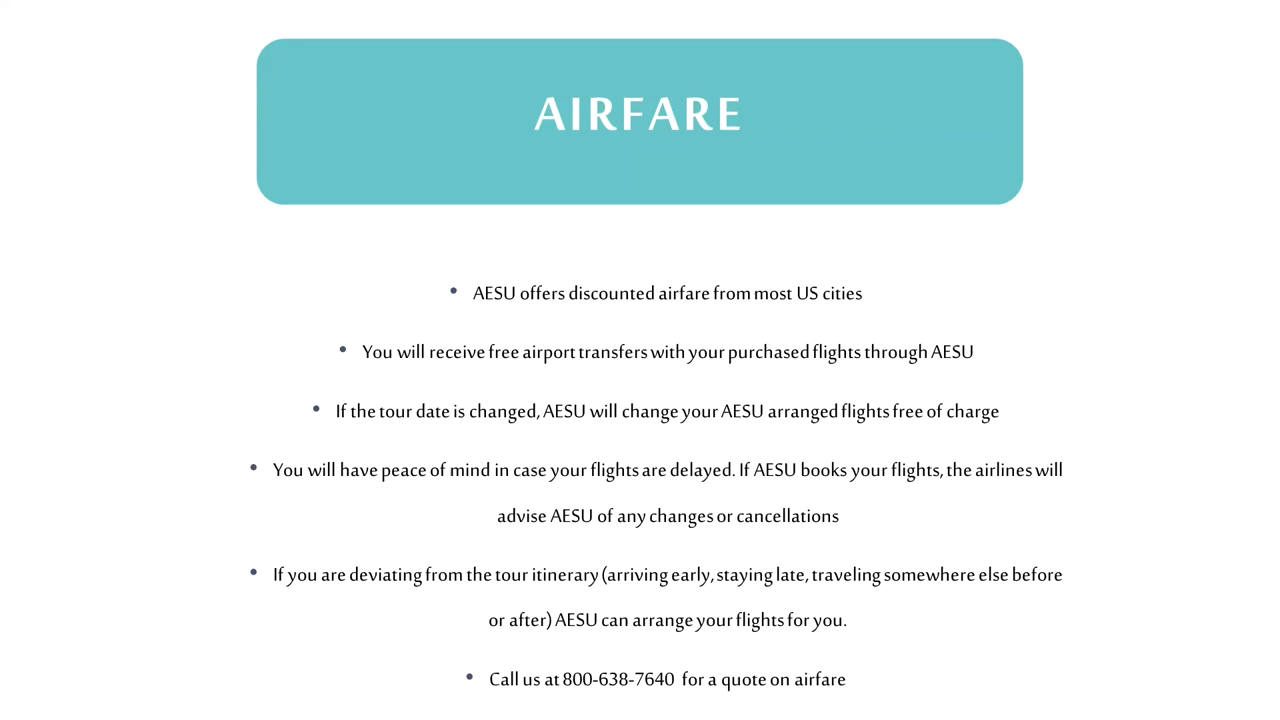 AIRFARE
• AESU offers discounted airfare from most US cities
• You will receive free airport transfers with your purchased flights through AESU
• If the tour date is changed, AESU will change your AESU arranged flights free of charge
• You will have peace of mind in case your flights are delayed. If AESU books your flights, the airlines will
advise AESU of any changes or cancellations
• If you are deviating from the tour itinerary (arriving early, staying late, traveling somewhere else before
or after) AESU can arrange your flights for you.
• Call us at 800-638-7640 for a quote on airfare